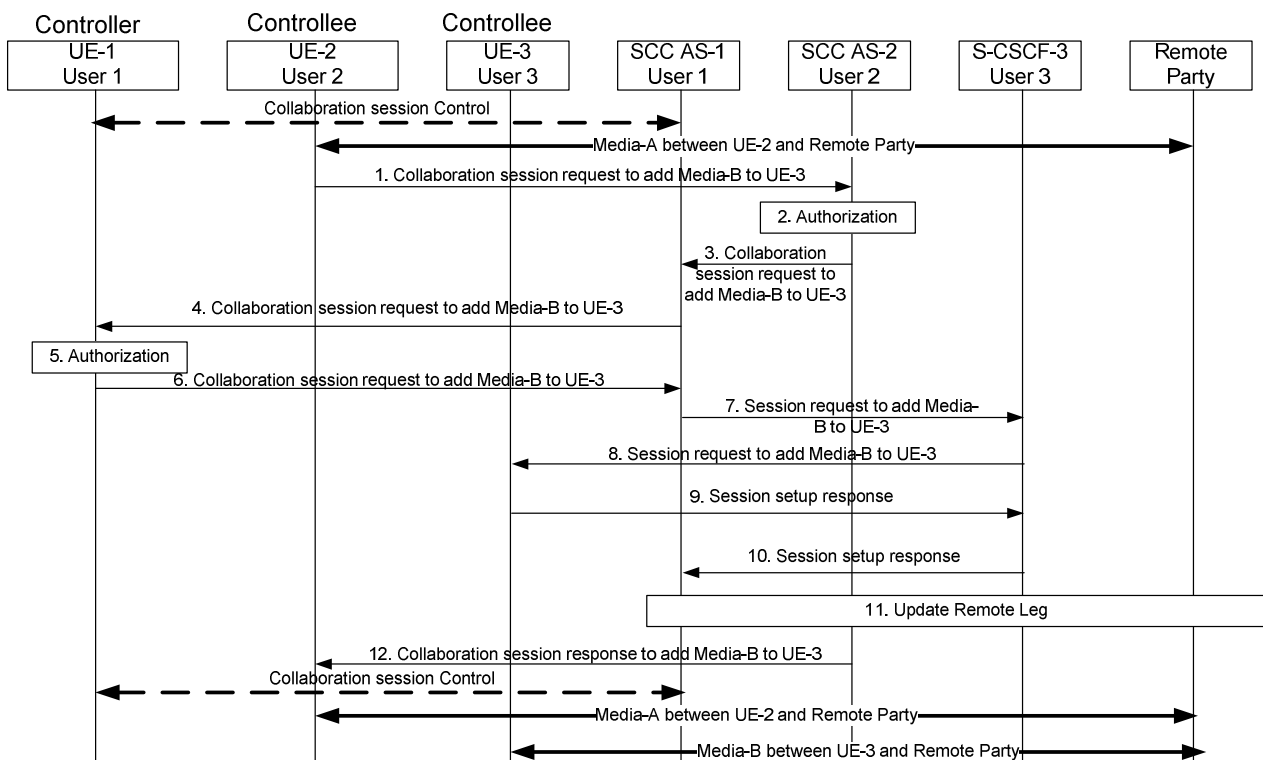 Controller
Controllee
Controllee
UE-1
User 1
UE-2
User 2
UE-3
User 3
SCC AS-1
User 1
SCC AS-2
User 2
S-CSCF-3
User 3
Remote
Party
Collaboration session Control
Media-A between UE-2 and Remote Party
1. Collaboration session request to add Media-B to UE-3
2. Authorization
3. Collaboration
session request to
add Media-B to UE-3
4. Collaboration session request to add Media-B to UE-3
5. Authorization
6. Collaboration session request to add Media-B to UE-3
7. Session request to add Media-
B to UE-3
8. Session request to add Media-B to UE-3
9. Session setup response
10. Session setup response
11. Update Remote Leg
12. Collaboration session response to add Media-B to UE-3
Collaboration session Control
Media-A between UE-2 and Remote Party
Media-B between UE-3 and Remote Party